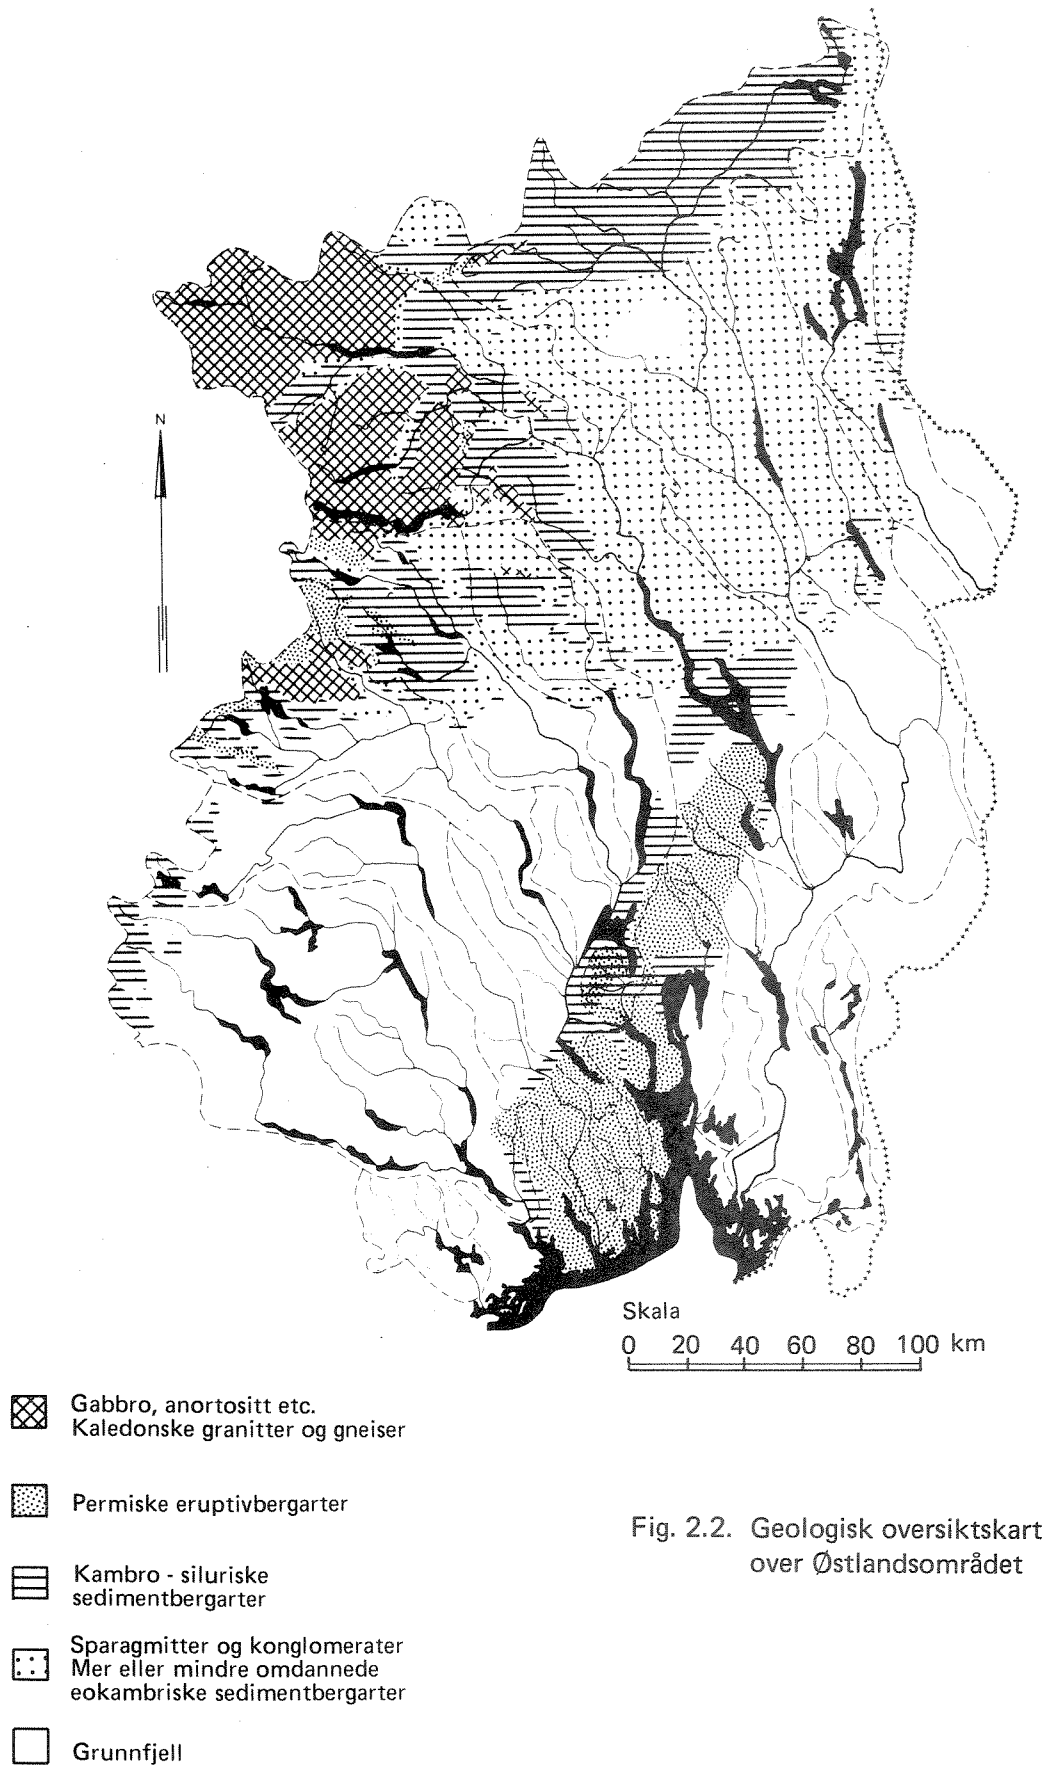 N
Skala
0 20 40 60 80 100 km
Gabbro, anortositt etc.
Kaledonske granitter og gneiser
Permiske eruptivbergarter
Kambro - siluriske
sedimentbergarter
Sparagmitter og konglomerater
Mer eller mindre omdannede
eokambriske sedimentbergarter
Grunnfjell
Fig. 2.2. Geologisk oversiktskart
over Østlandsområdet